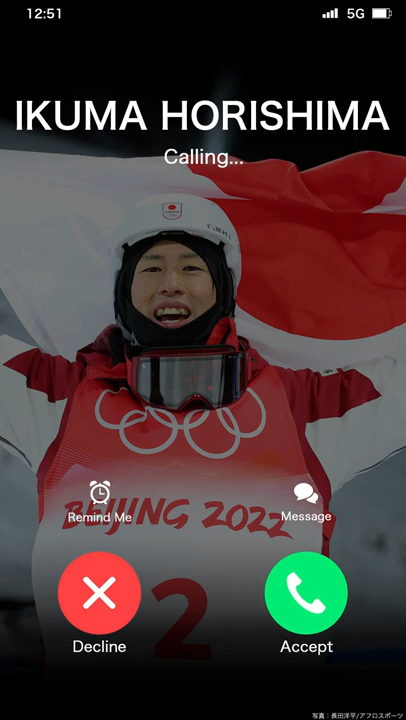 12:51 5G
IKUMA HORISHIMA
Calling...
Remind Me Message
BEIJING 2022
2
Decline Accept
写真：長田洋平/アフロスポーツ